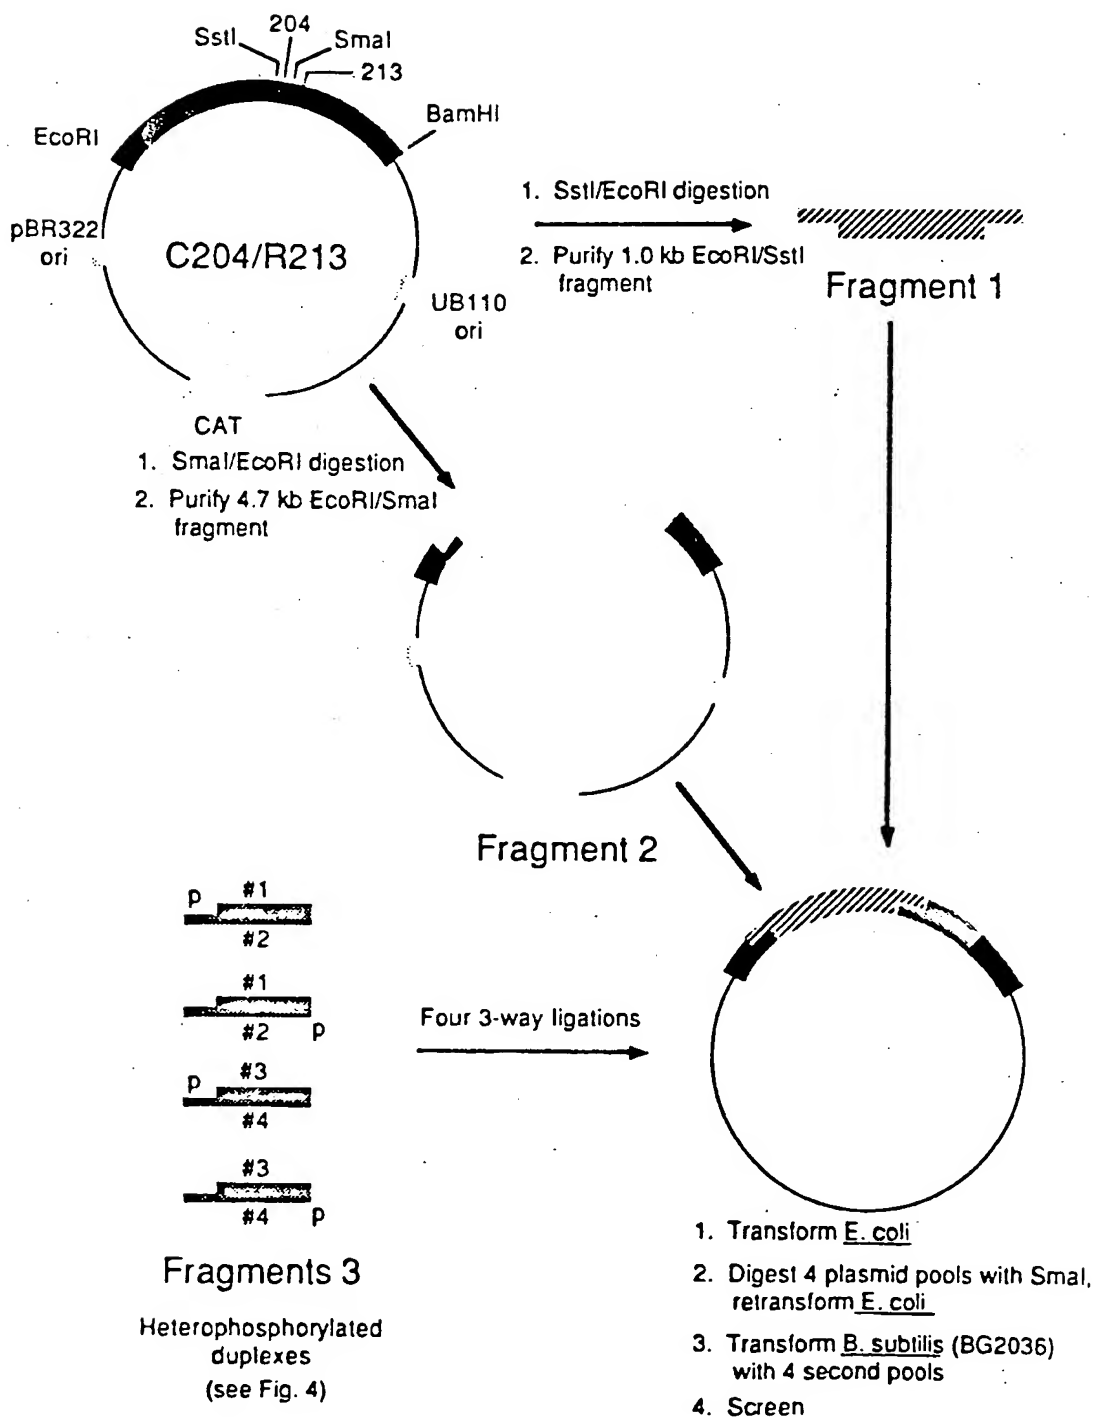 SstI
204
SmaI
213
EcoRI
BamHI
pBR322
ori
C204/R213
UB110
ori
CAT
1. SstI/EcoRI digestion
2. Purify 1.0 kb EcoRI/SstI
fragment
Fragment 1
1. SmaI/EcoRI digestion
2. Purify 4.7 kb EcoRI/SmaI
fragment
Fragment 2
p #1
#2
#1
#2 p
p #3
#4
#3
#4 p
Fragments 3
Heterophosphorylated
duplexes
(see Fig. 4)
Four 3-way ligations
1. Transform E. coli
2. Digest 4 plasmid pools with SmaI,
retransform E. coli
3. Transform B. subtilis (BG2036)
with 4 second pools
4. Screen